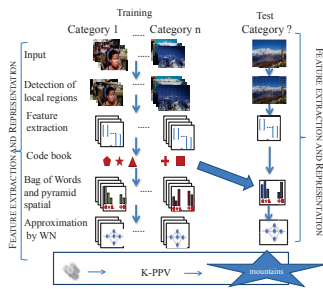 Training
Test
Category 1
Category n
Category ?
Input
Detection of
local regions
Feature
extraction
Code book
Bag of Words
and pyramid
spatial
Approximation
by WN
FEATURE EXTRACTION AND REPRESENTATION
FEATURE EXTRACTION AND REPRESENTATION
K-PPV
mountains